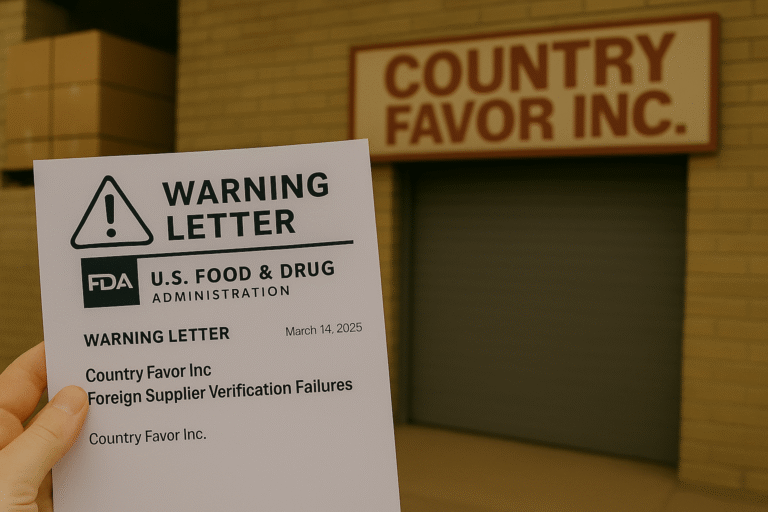 COUNTRY
FAVOR INC.
WARNING
LETTER
FDA
U.S. FOOD & DRUG
ADMINISTRATION
WARNING LETTER
March 14, 2025
Country Favor Inc
Foreign Supplier Verification Failures
Country Favor Inc.